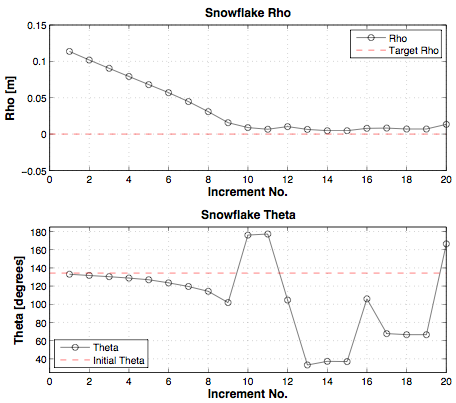 Snowflake Rho
0.15
0.1
0.05
0
−0.05
Rho [m]
Rho
Target Rho
0 2 4 6 8 10 12 14 16 18 20
Increment No.
Snowflake Theta
180
160
140
120
100
80
60
40
Theta [degrees]
Theta
Initial Theta
0 2 4 6 8 10 12 14 16 18 20
Increment No.